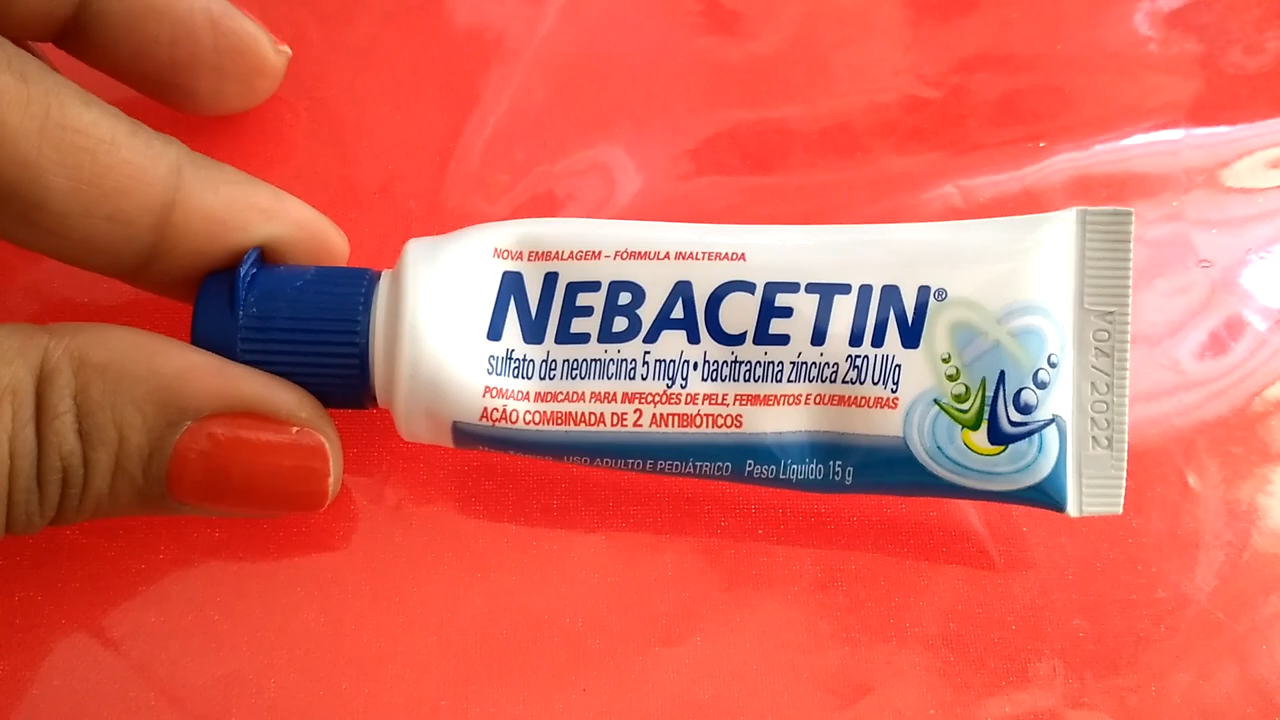 NOVA EMBALAGEM – FÓRMULA INALTERADA
NEBACETIN®
sulfato de neomicina 5 mg/g • bacitracina zíncica 250 UI/g
POMADA INDICADA PARA INFECÇÕES DE PELE, FERIMENTOS E QUEIMADURAS
AÇÃO COMBINADA DE 2 ANTIBIÓTICOS
USO ADULTO E PEDIÁTRICO Peso Líquido 15 g
V04/2022